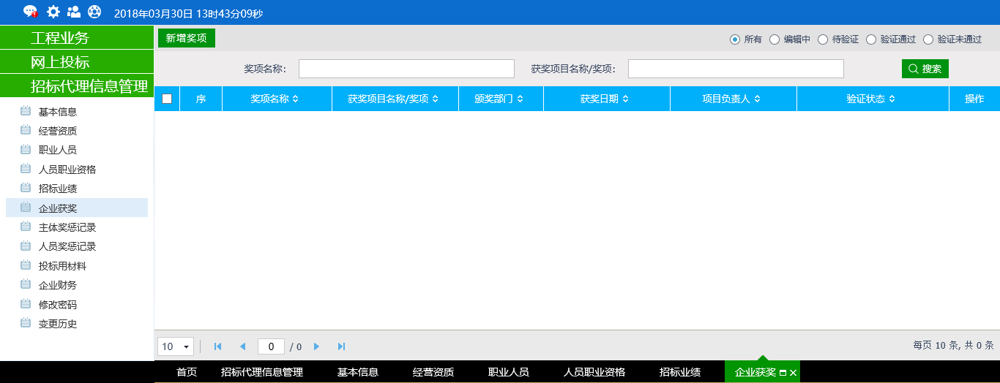 2018年03月30日 13时43分09秒
工程业务
网上投标
招标代理信息管理
基本信息
经营资质
职业人员
人员职业资格
招标业绩
企业获奖
主体奖惩记录
人员奖惩记录
投标用材料
企业财务
修改密码
变更历史
新增奖项
所有 编辑中 待验证 验证通过 验证未通过
奖项名称: 获奖项目名称/奖项: 搜索
序 奖项名称 获奖项目名称/奖项 颁奖部门 获奖日期 项目负责人 验证状态 操作
10 0 / 0 每页 10 条, 共 0 条
首页 招标代理信息管理 基本信息 经营资质 职业人员 人员职业资格 招标业绩 企业获奖